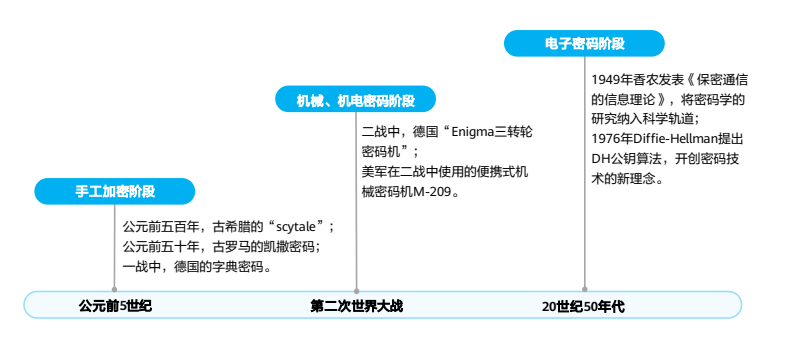 电子密码阶段
1949年香农发表《保密通信
的信息理论》，将密码学的
研究纳入科学轨道；
1976年Diffie-Hellman提出
DH公钥算法，开创密码技
术的新理念。
机械、机电密码阶段
二战中，德国“Enigma三转轮
密码机”；
美军在二战中使用的便携式机
械密码机M-209。
手工加密阶段
公元前五百年，古希腊的“scytale”；
公元前五十年，古罗马的凯撒密码；
一战中，德国的字典密码。
公元前5世纪
第二次世界大战
20世纪50年代